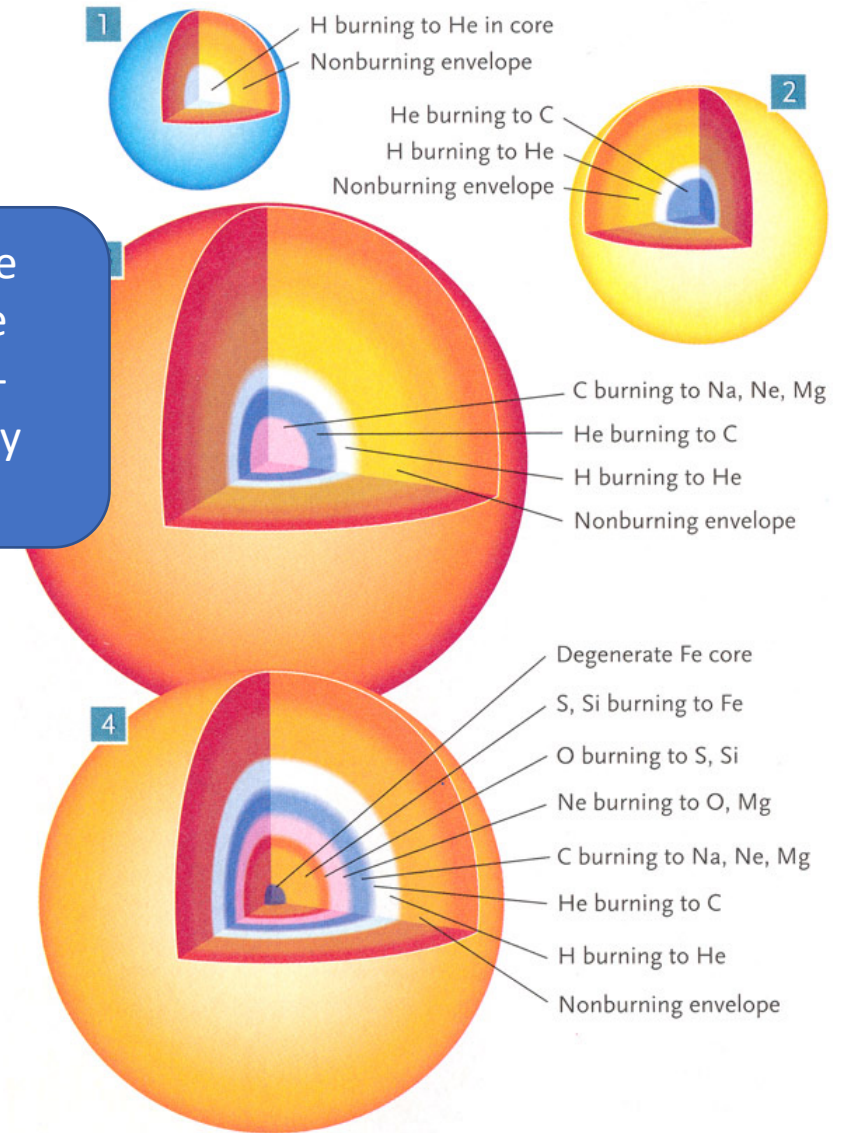 1
H burning to He in core
Nonburning envelope
2
He burning to C
H burning to He
Nonburning envelope
C burning to Na, Ne, Mg
He burning to C
H burning to He
Nonburning envelope
4
Degenerate Fe core
S, Si burning to Fe
O burning to S, Si
Ne burning to O, Mg
C burning to Na, Ne, Mg
He burning to C
H burning to He
Nonburning envelope